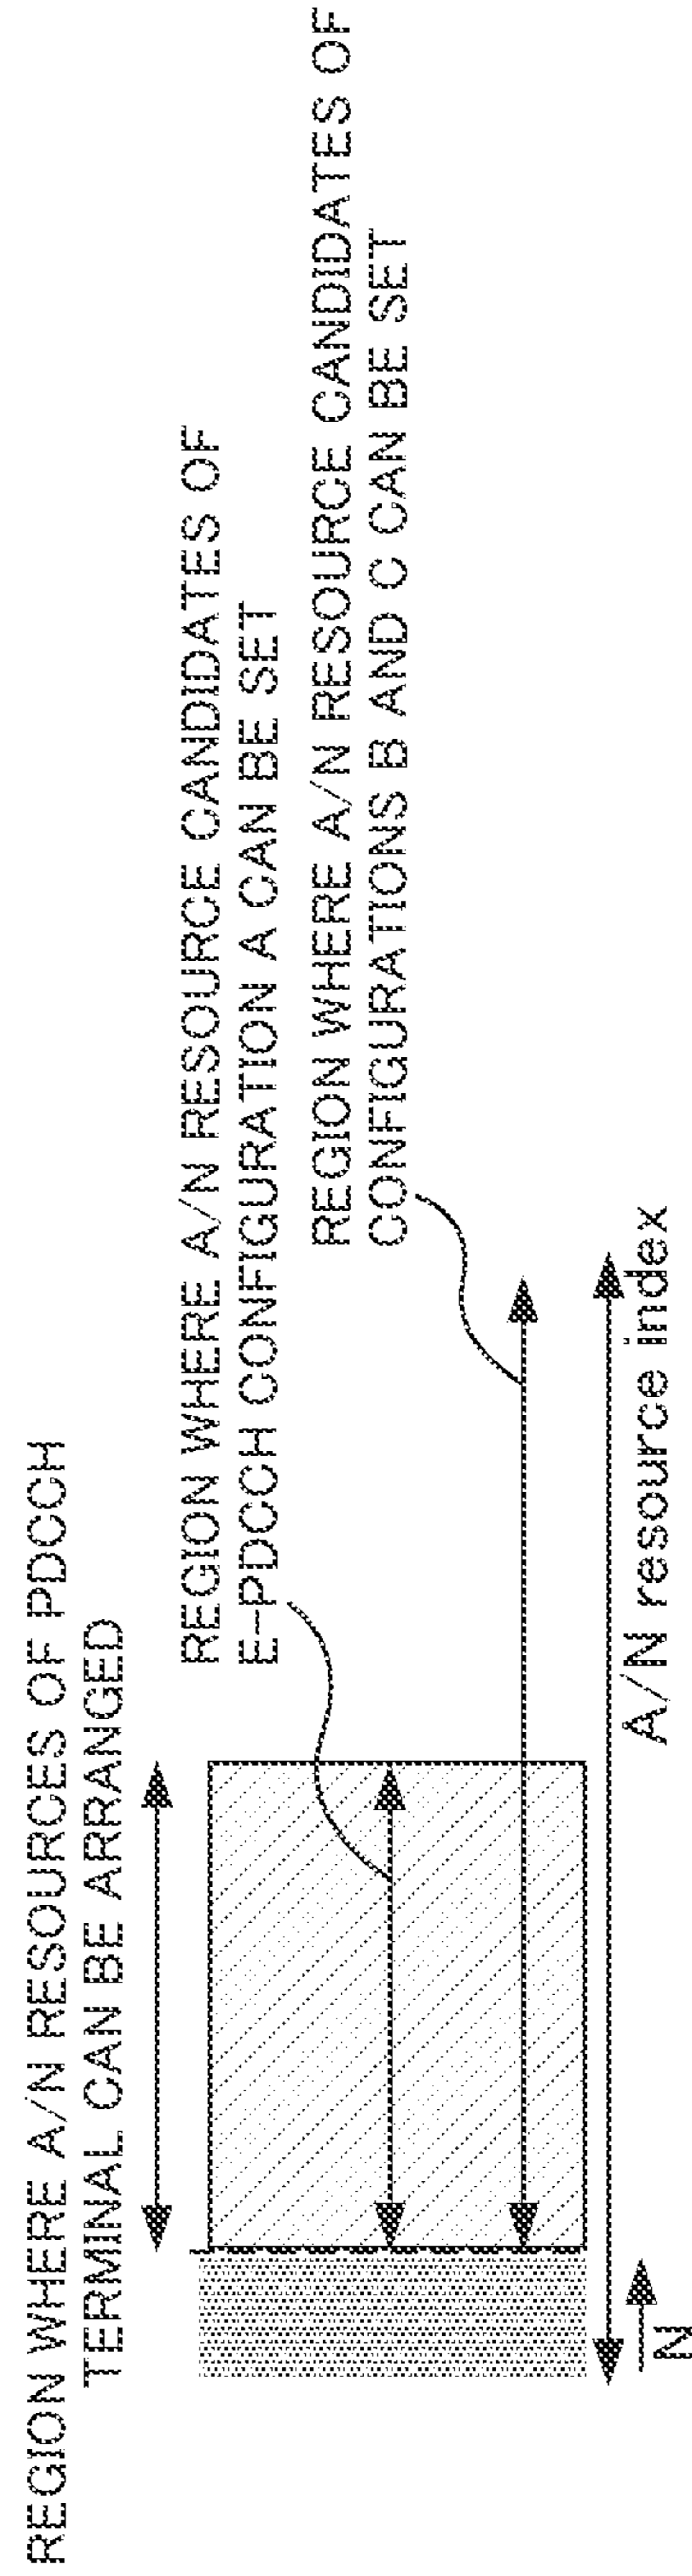 REGION WHERE A/N RESOURCES OF PDCCH
TERMINAL CAN BE ARRANGED
REGION WHERE A/N RESOURCE CANDIDATES OF
E-PDCCH CONFIGURATION A CAN BE SET
REGION WHERE A/N RESOURCE CANDIDATES OF
CONFIGURATIONS B AND C CAN BE SET
A/N resource index
N